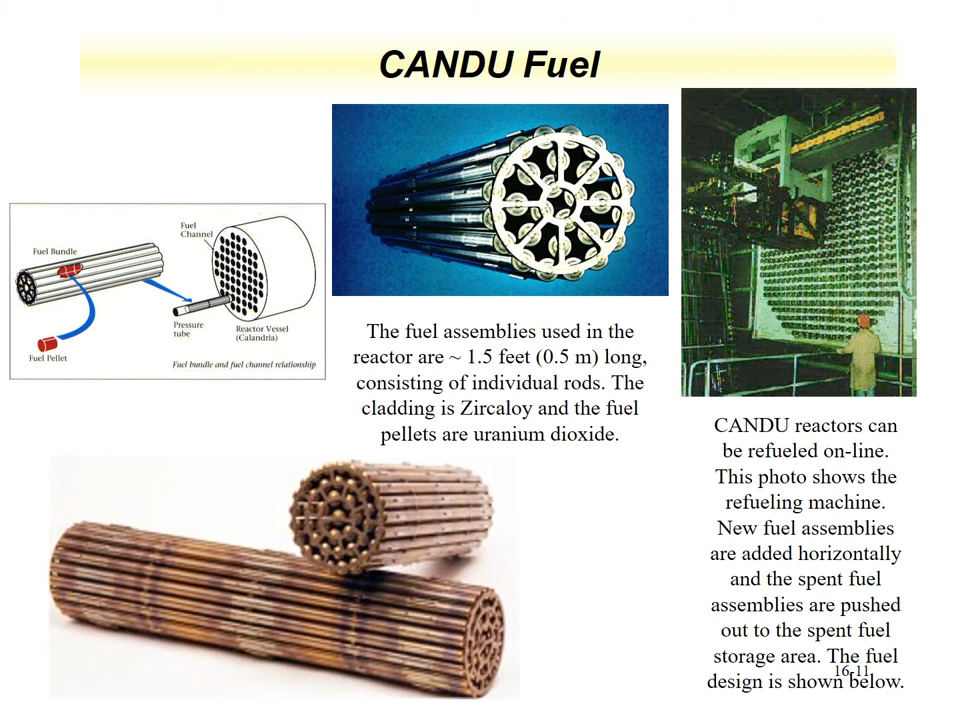 CANDU Fuel
Fuel Bundle
Fuel
Channel
Pressure
tube
Reactor Vessel
(Calandria)
Fuel Pellet
Fuel bundle and fuel channel relationship
The fuel assemblies used in the
reactor are ~ 1.5 feet (0.5 m) long,
consisting of individual rods. The
cladding is Zircaloy and the fuel
pellets are uranium dioxide.
CANDU reactors can
be refueled on-line.
This photo shows the
refueling machine.
New fuel assemblies
are added horizontally
and the spent fuel
assemblies are pushed
out to the spent fuel
storage area. The fuel
design is shown below.
16-11